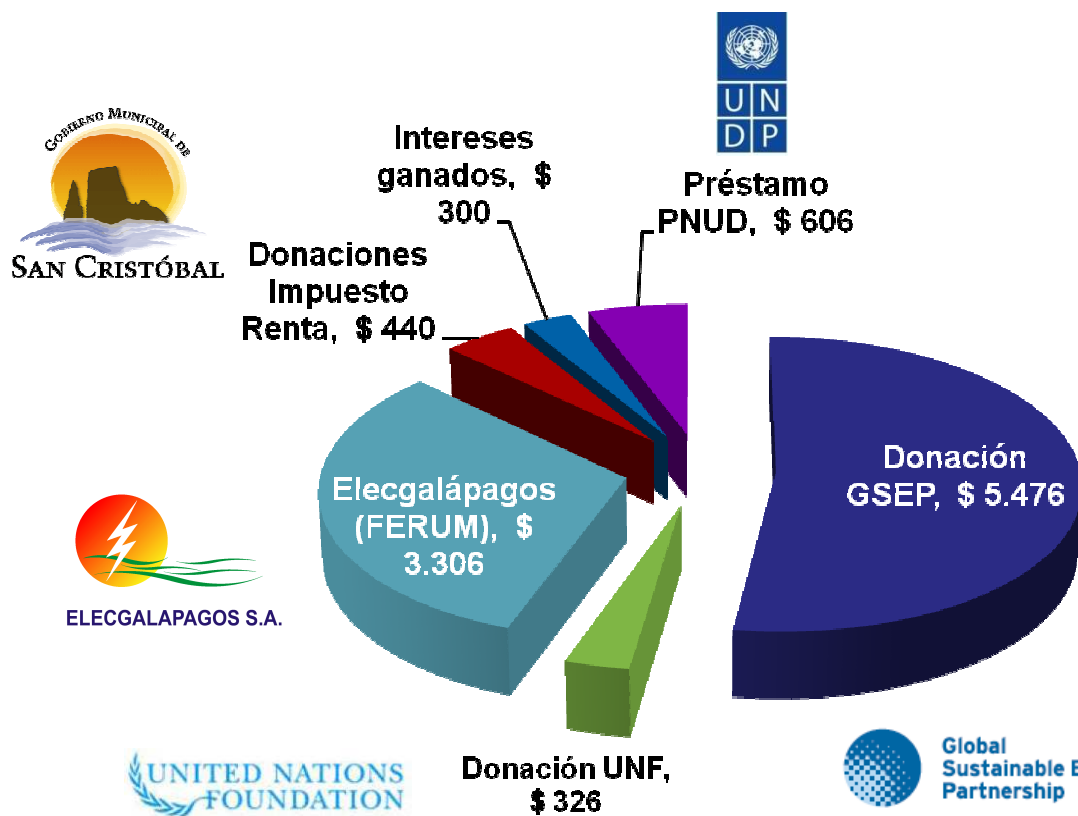 GOBIERNO MUNICIPAL DE
SAN CRISTÓBAL
U N
D P
Intereses
ganados, $
300
Préstamo
PNUD, $ 606
Donaciones
Impuesto
Renta, $ 440
Donación
GSEP, $ 5.476
Elecgalápagos
(FERUM), $
3.306
ELECGALAPAGOS S.A.
Donación UNF,
$ 326
UNITED NATIONS
FOUNDATION
Global
Sustainable E
Partnership